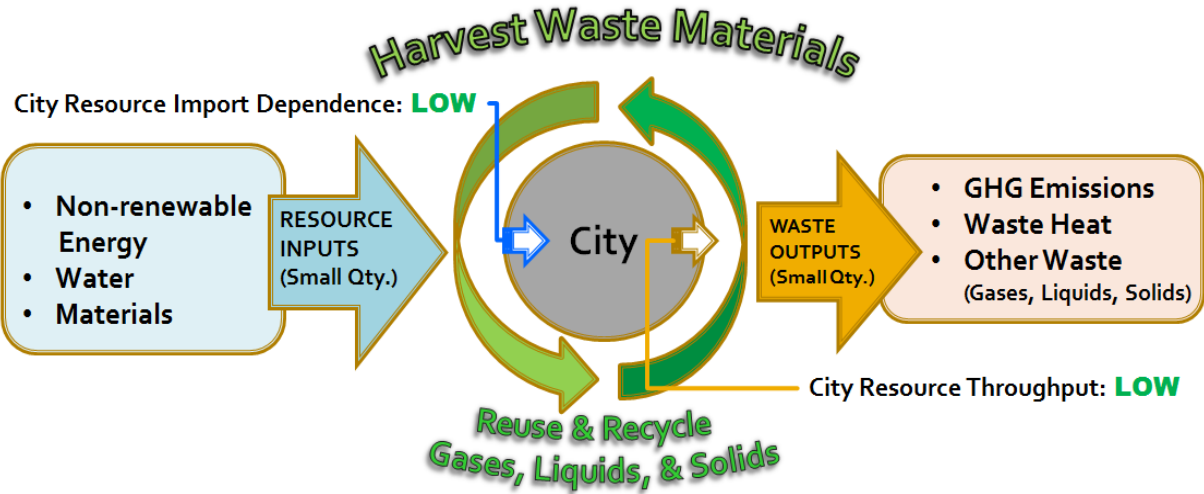 Harvest Waste Materials
City Resource Import Dependence: LOW
• Non-renewable
Energy
• Water
• Materials
RESOURCE
INPUTS
(Small Qty.)
City
WASTE
OUTPUTS
(Small Qty.)
• GHG Emissions
• Waste Heat
• Other Waste
(Gases, Liquids, Solids)
City Resource Throughput: LOW
Reuse & Recycle
Gases, Liquids, & Solids